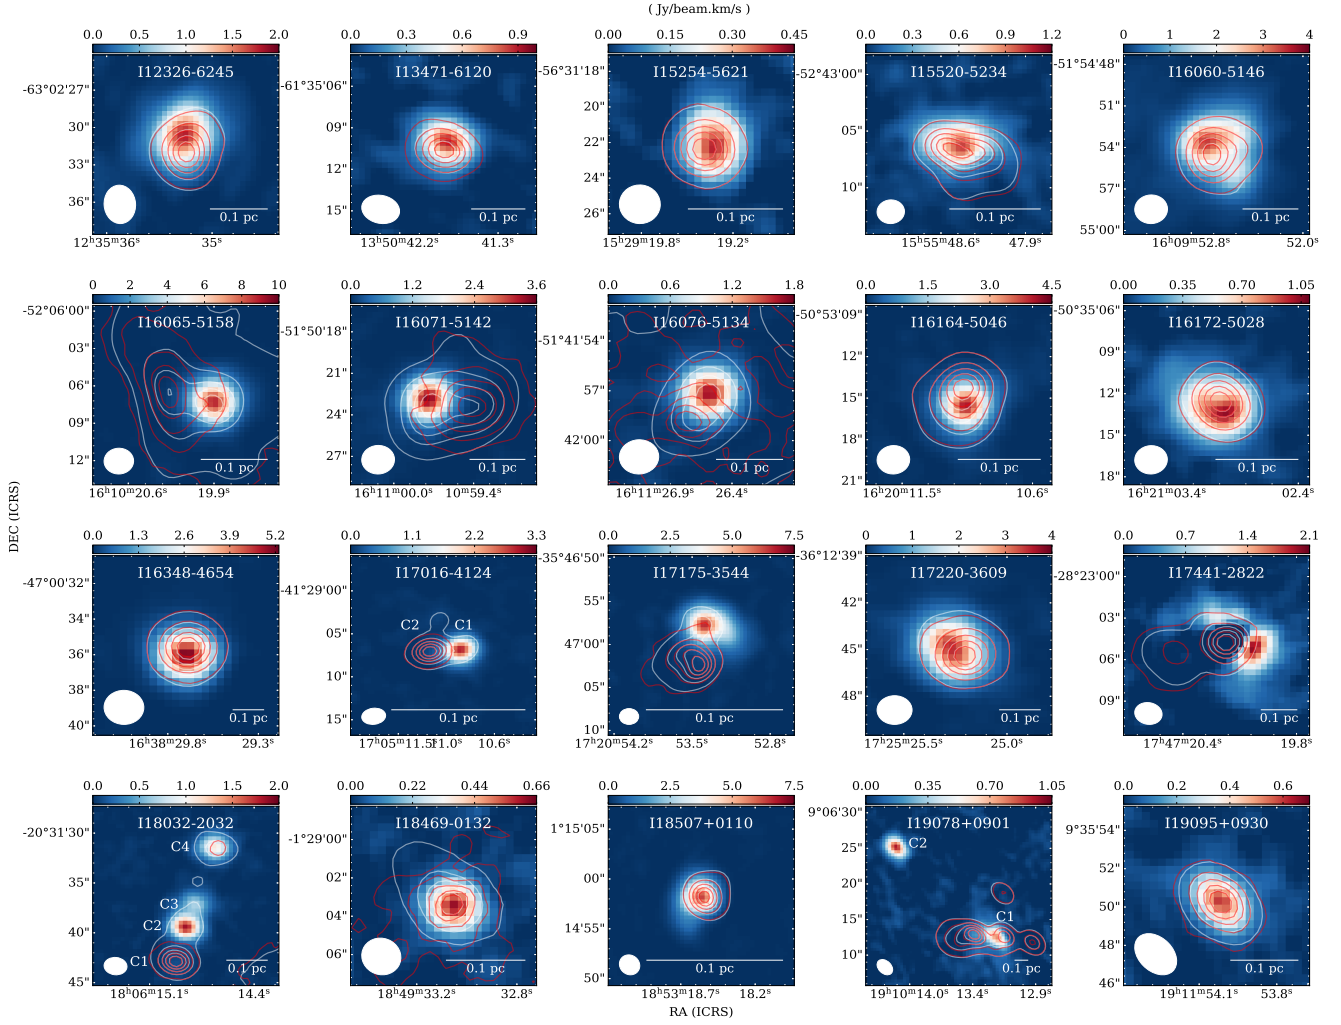 ( Jy/beam.km/s )
0.0 0.5 1.0 1.5 2.0
0.0 0.3 0.6 0.9
0.00 0.15 0.30 0.45
0.0 0.3 0.6 0.9 1.2
0 1 2 3 4
I12326-6245
I13471-6120
I15254-5621
I15520-5234
I16060-5146
-63°02'27"
30"
33"
36"
-61°35'06"
09"
12"
15"
-56°31'18"
20"
22"
24"
26"
-52°43'00"
05"
10"
-51°54'48"
51"
54"
57"
55'00"
0.1 pc
0.1 pc
0.1 pc
0.1 pc
0.1 pc
12h35m36s 35s
13h50m42.2s 41.3s
15h29m19.8s 19.2s
15h55m48.6s 47.9s
16h09m52.8s 52.0s
0 2 4 6 8 10
0.0 1.2 2.4 3.6
0.0 0.6 1.2 1.8
0.0 1.5 3.0 4.5
0.00 0.35 0.70 1.05
I16065-5158
I16071-5142
I16076-5134
I16164-5046
I16172-5028
-52°06'00"
03"
06"
09"
12"
-51°50'18"
21"
24"
27"
-51°41'54"
57"
42'00"
-50°53'09"
12"
15"
18"
21"
-50°35'06"
09"
12"
15"
18"
0.1 pc
0.1 pc
0.1 pc
0.1 pc
0.1 pc
16h10m20.6s 19.9s
16h11m00.0s 10m59.4s
16h11m26.9s 26.4s
16h20m11.5s 10.6s
16h21m03.4s 02.4s
DEC (ICRS)
0.0 1.3 2.6 3.9 5.2
0.0 1.1 2.2 3.3
0.0 2.5 5.0 7.5
0 1 2 3 4
0.0 0.7 1.4 2.1
I16348-4654
I17016-4124
I17175-3544
I17220-3609
I17441-2822
-47°00'32"
34"
36"
38"
40"
-41°29'00"
05"
10"
15"
C2 C1
-35°46'50"
55"
47'00"
05"
10"
-36°12'39"
42"
45"
48"
-28°23'00"
03"
06"
09"
0.1 pc
0.1 pc
0.1 pc
0.1 pc
0.1 pc
16h38m29.8s 29.3s
17h05m11.5s 11.0s 10.6s
17h20m54.2s 53.5s 52.8s
17h25m25.5s 25.0s
17h47m20.4s 19.8s
0.0 0.5 1.0 1.5 2.0
0.00 0.22 0.44 0.66
0.0 2.5 5.0 7.5
0.00 0.35 0.70 1.05
0.0 0.2 0.4 0.6
I18032-2032
I18469-0132
I18507+0110
I19078+0901
I19095+0930
-20°31'30"
35"
40"
45"
C4
C3
C2
C1
-1°29'00"
02"
04"
06"
1°15'05"
00"
14'55"
50"
9°06'30"
25"
20"
15"
10"
C2
C1
9°35'54"
52"
50"
48"
46"
0.1 pc
0.1 pc
0.1 pc
0.1 pc
0.1 pc
18h06m15.1s 14.4s
18h49m33.2s 32.8s
18h53m18.7s 18.2s
19h10m14.0s 13.4s 12.9s
19h11m54.1s 53.8s
RA (ICRS)